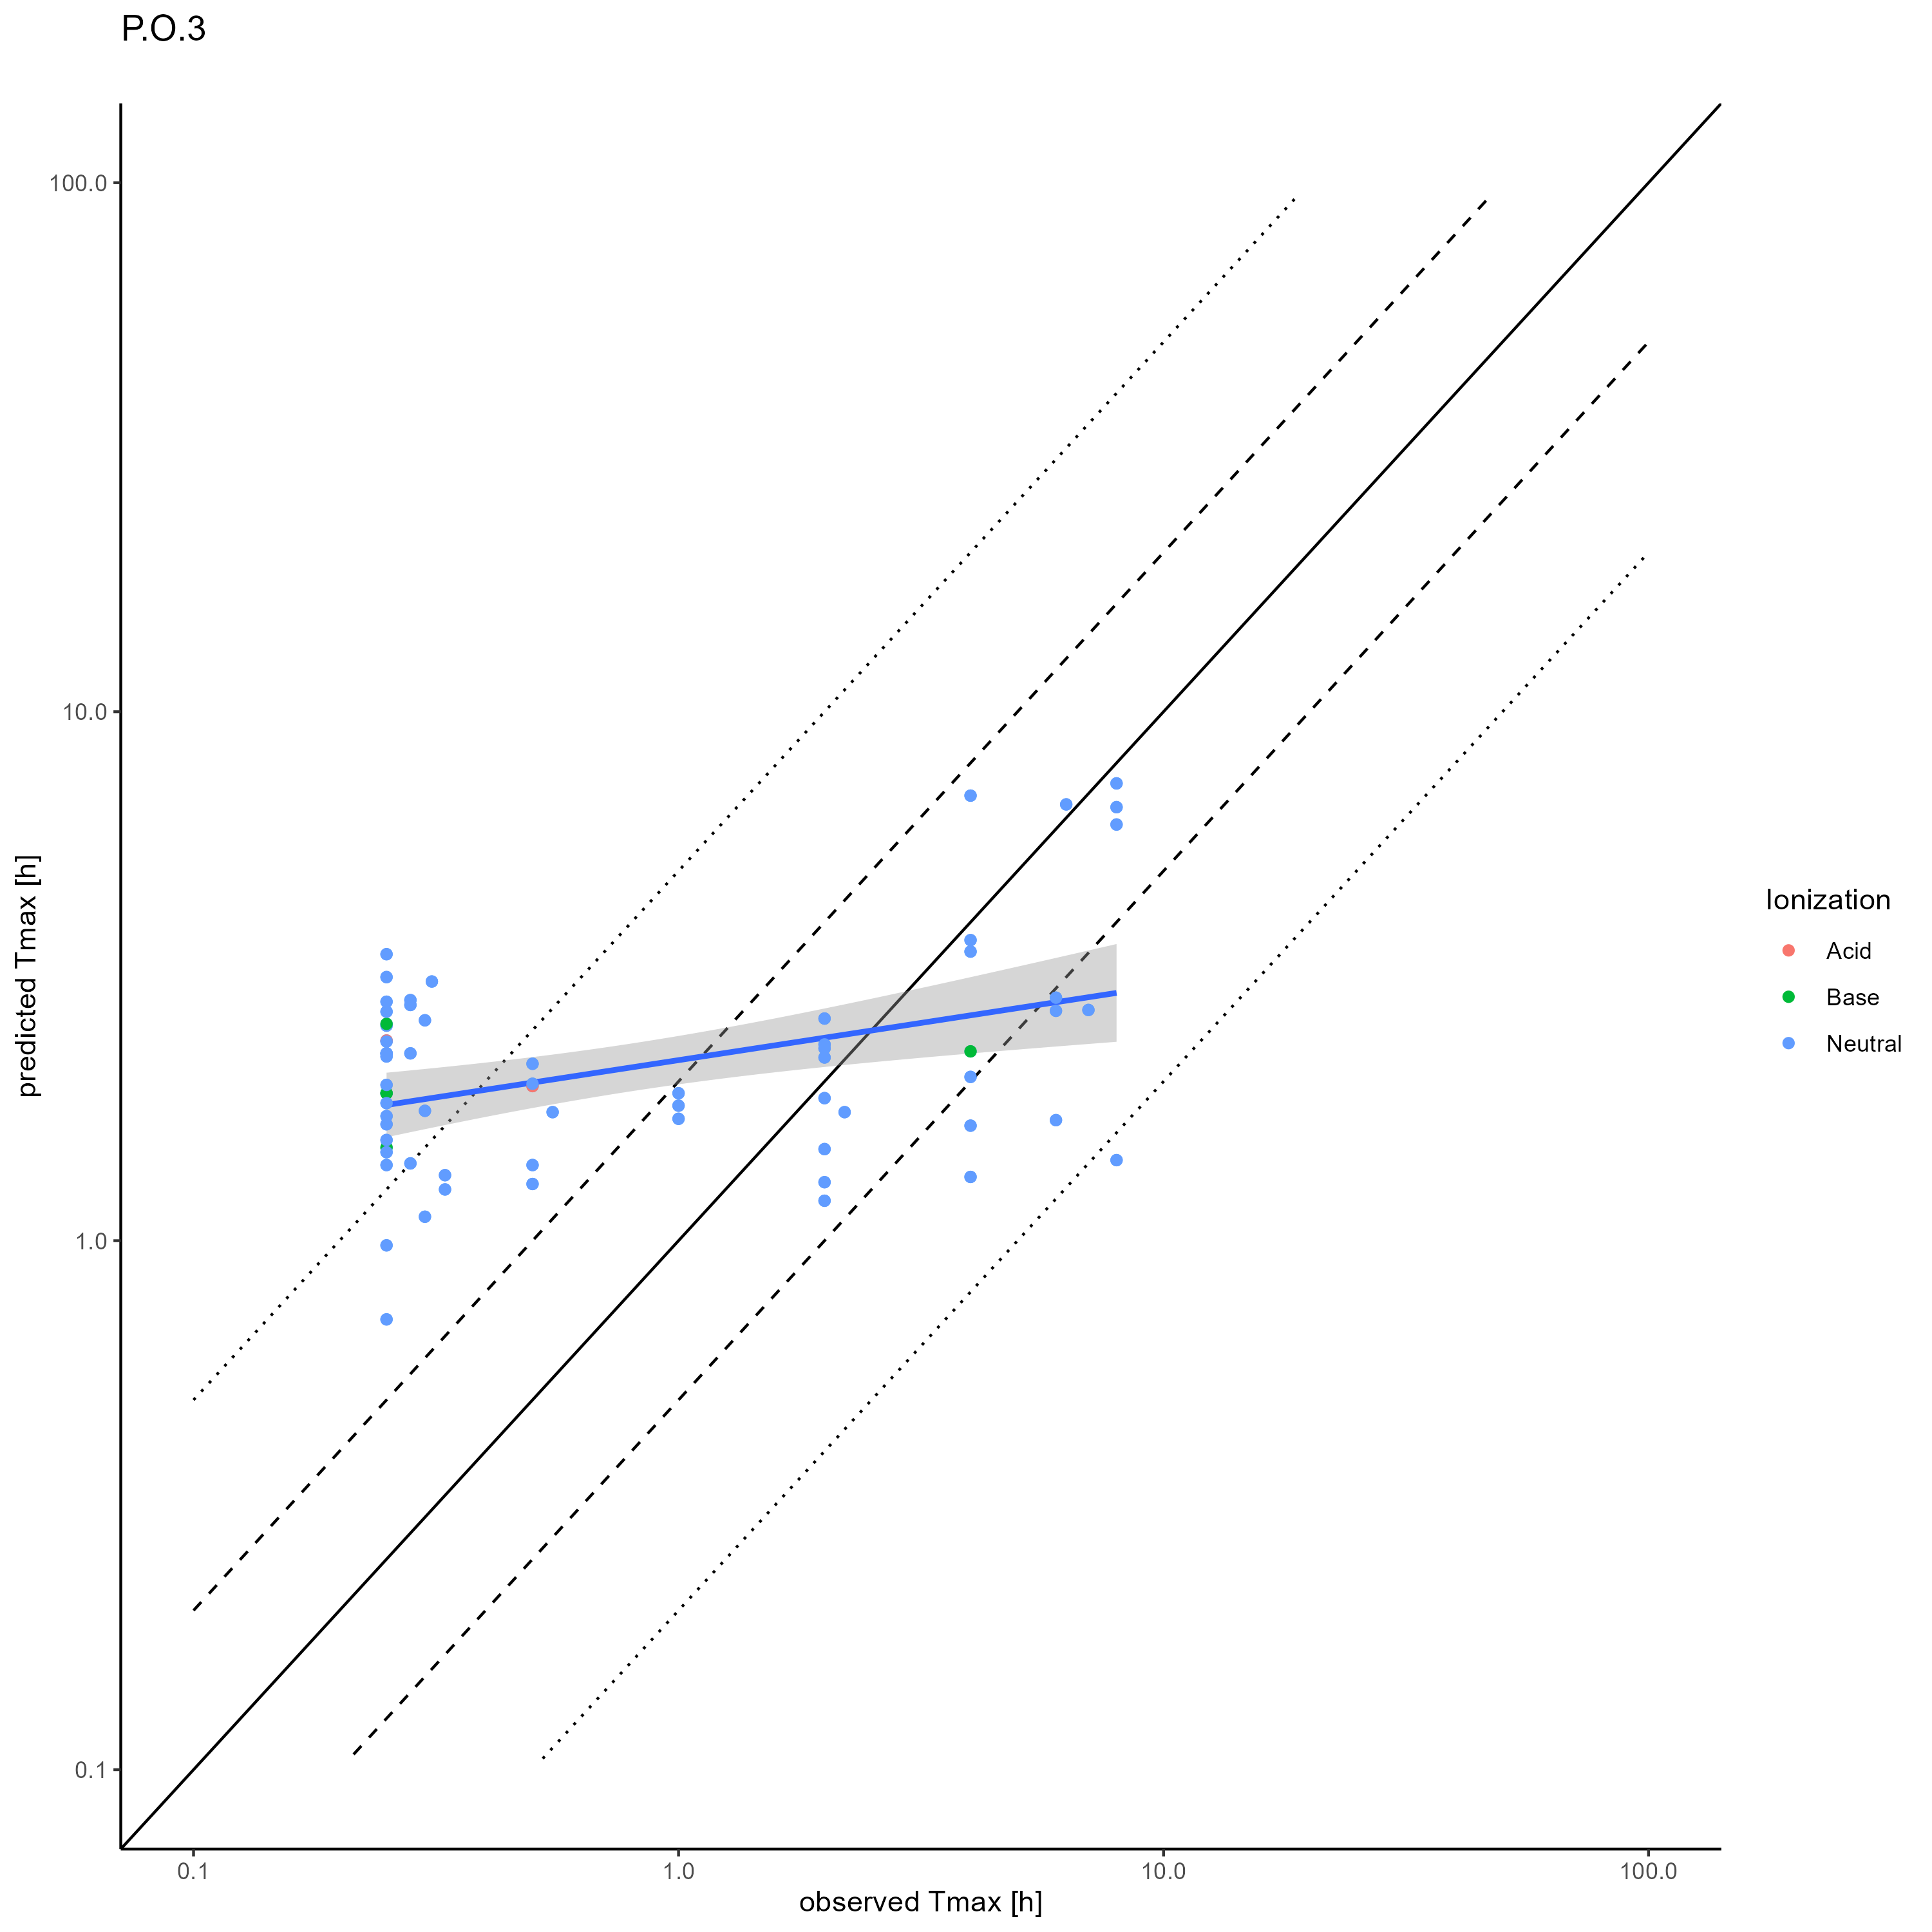 P.O.3
100.0
10.0
1.0
0.1
predicted Tmax [h]
0.1
1.0
10.0
100.0
observed Tmax [h]
Ionization
Acid
Base
Neutral